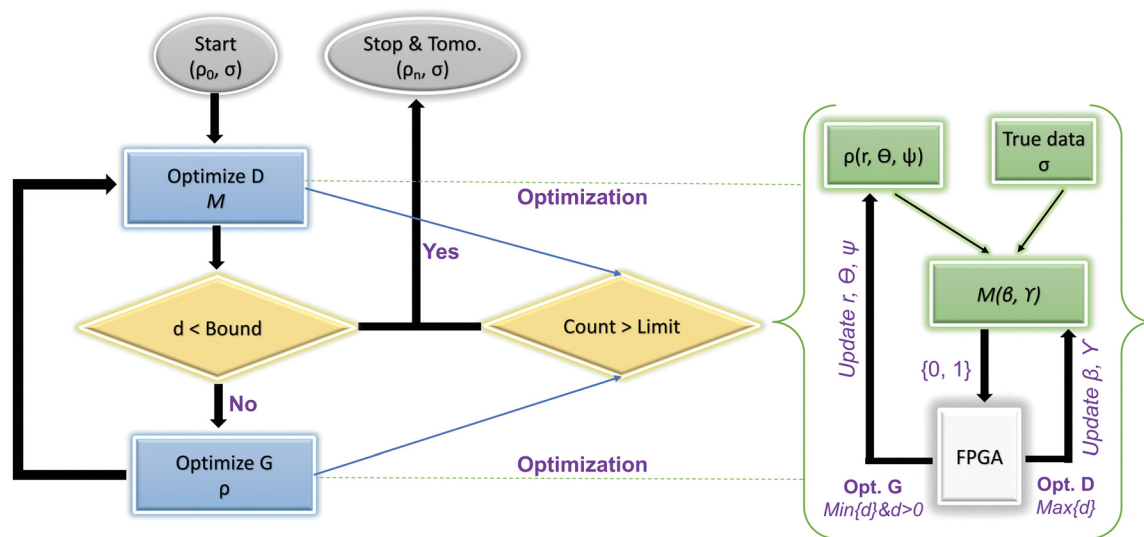 Start
(ρ₀, σ)
Stop & Tomo.
(ρₙ, σ)
Optimize D
M
Optimization
Yes
d < Bound
Count > Limit
No
Optimize G
ρ
Optimization
ρ(r, Θ, ψ)
True data
σ
M(β, ϒ)
Update r, Θ, ψ
{0, 1}
Update β, ϒ
FPGA
Opt. G
Min{d}&d>0
Opt. D
Max{d}